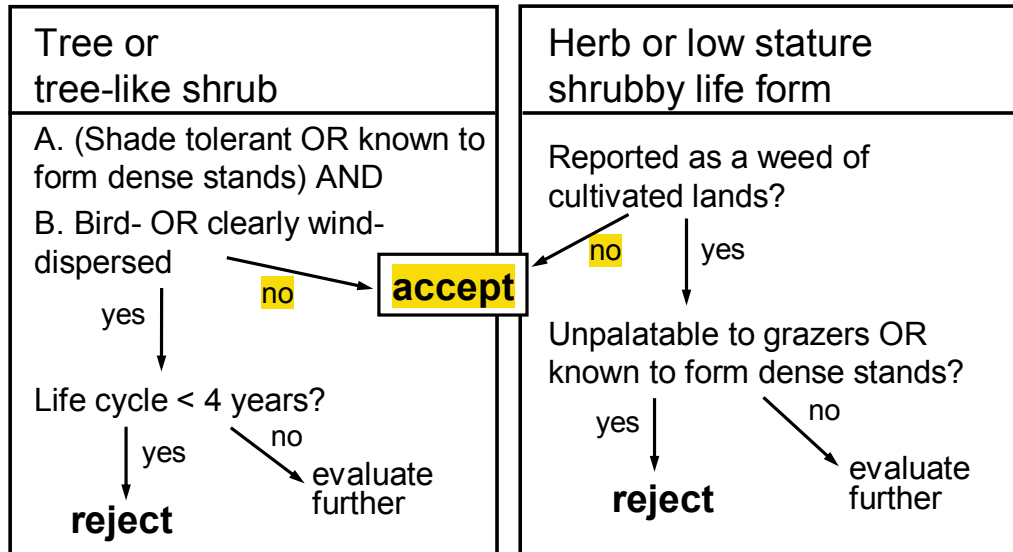 Tree or
tree-like shrub
A. (Shade tolerant OR known to
form dense stands) AND
B. Bird- OR clearly wind-
dispersed
no
yes
Life cycle < 4 years?
yes
no
reject
evaluate
further
accept
Herb or low stature
shrubby life form
Reported as a weed of
cultivated lands?
no
yes
Unpalatable to grazers OR
known to form dense stands?
yes
no
reject
evaluate
further